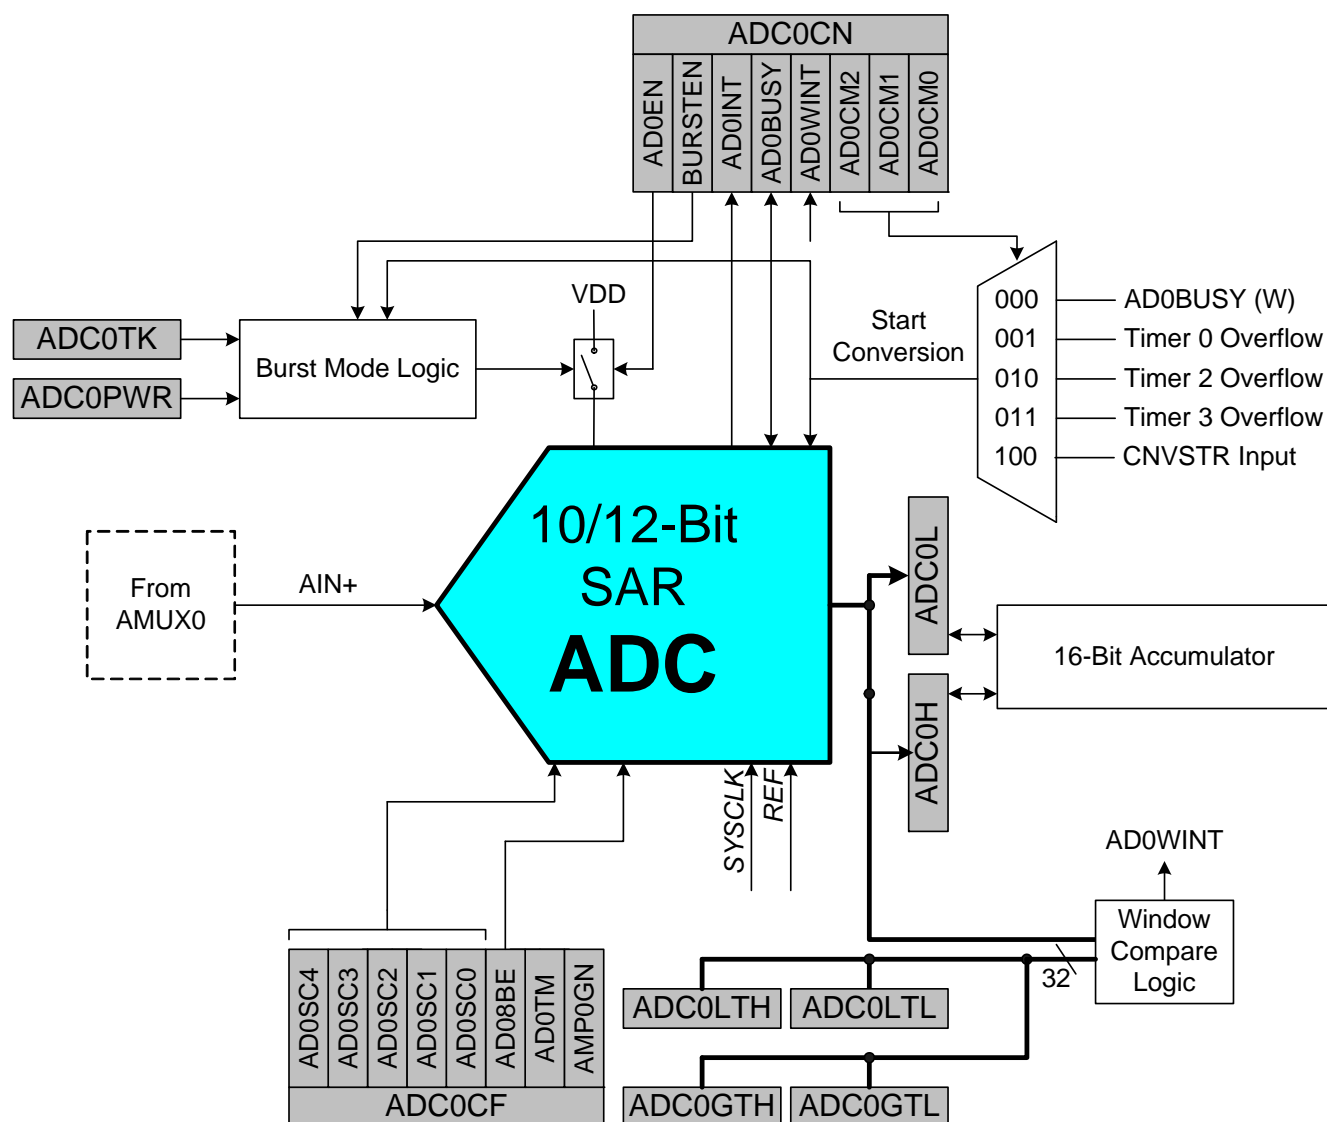 ADC0CN
AD0EN
BURSTEN
AD0INT
AD0BUSY
AD0WINT
AD0CM2
AD0CM1
AD0CM0
VDD
ADC0TK
ADC0PWR
Burst Mode Logic
Start
Conversion
000
001
010
011
100
AD0BUSY (W)
Timer 0 Overflow
Timer 2 Overflow
Timer 3 Overflow
CNVSTR Input
From
AMUX0
AIN+
10/12-Bit
SAR
ADC
ADC0L
ADC0H
16-Bit Accumulator
SYSCLK
REF
AD0WINT
Window
Compare
Logic
32
AD0SC4
AD0SC3
AD0SC2
AD0SC1
AD0SC0
AD08BE
AD0TM
AMP0GN
ADC0CF
ADC0LTH
ADC0LTL
ADC0GTH
ADC0GTL